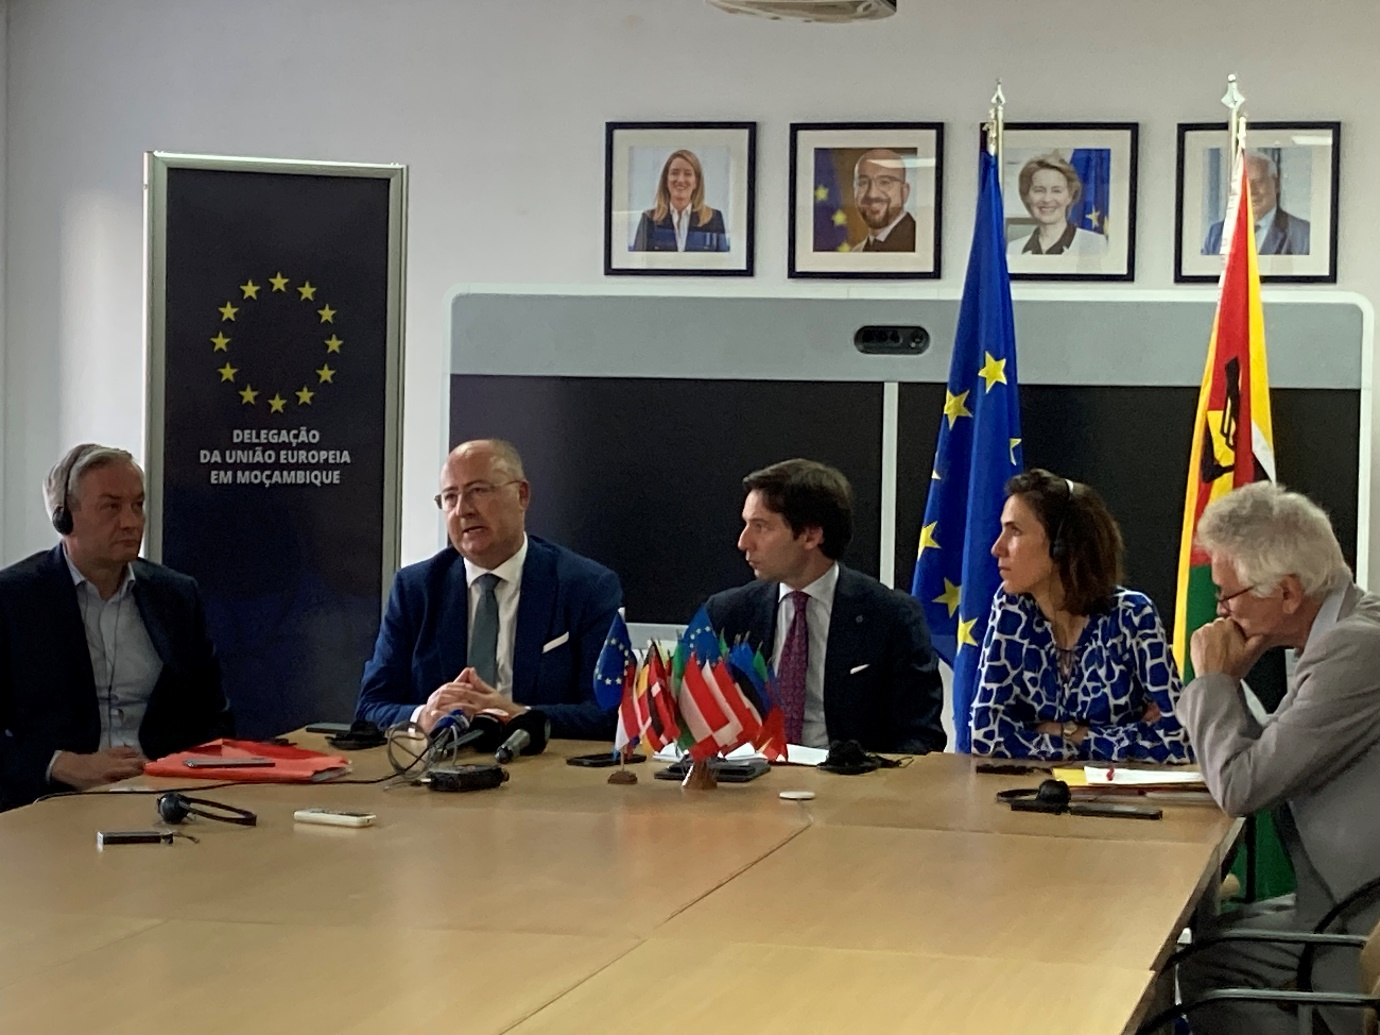 DELEGAÇÃO
DA UNIÃO EUROPEIA
EM MOÇAMBIQUE